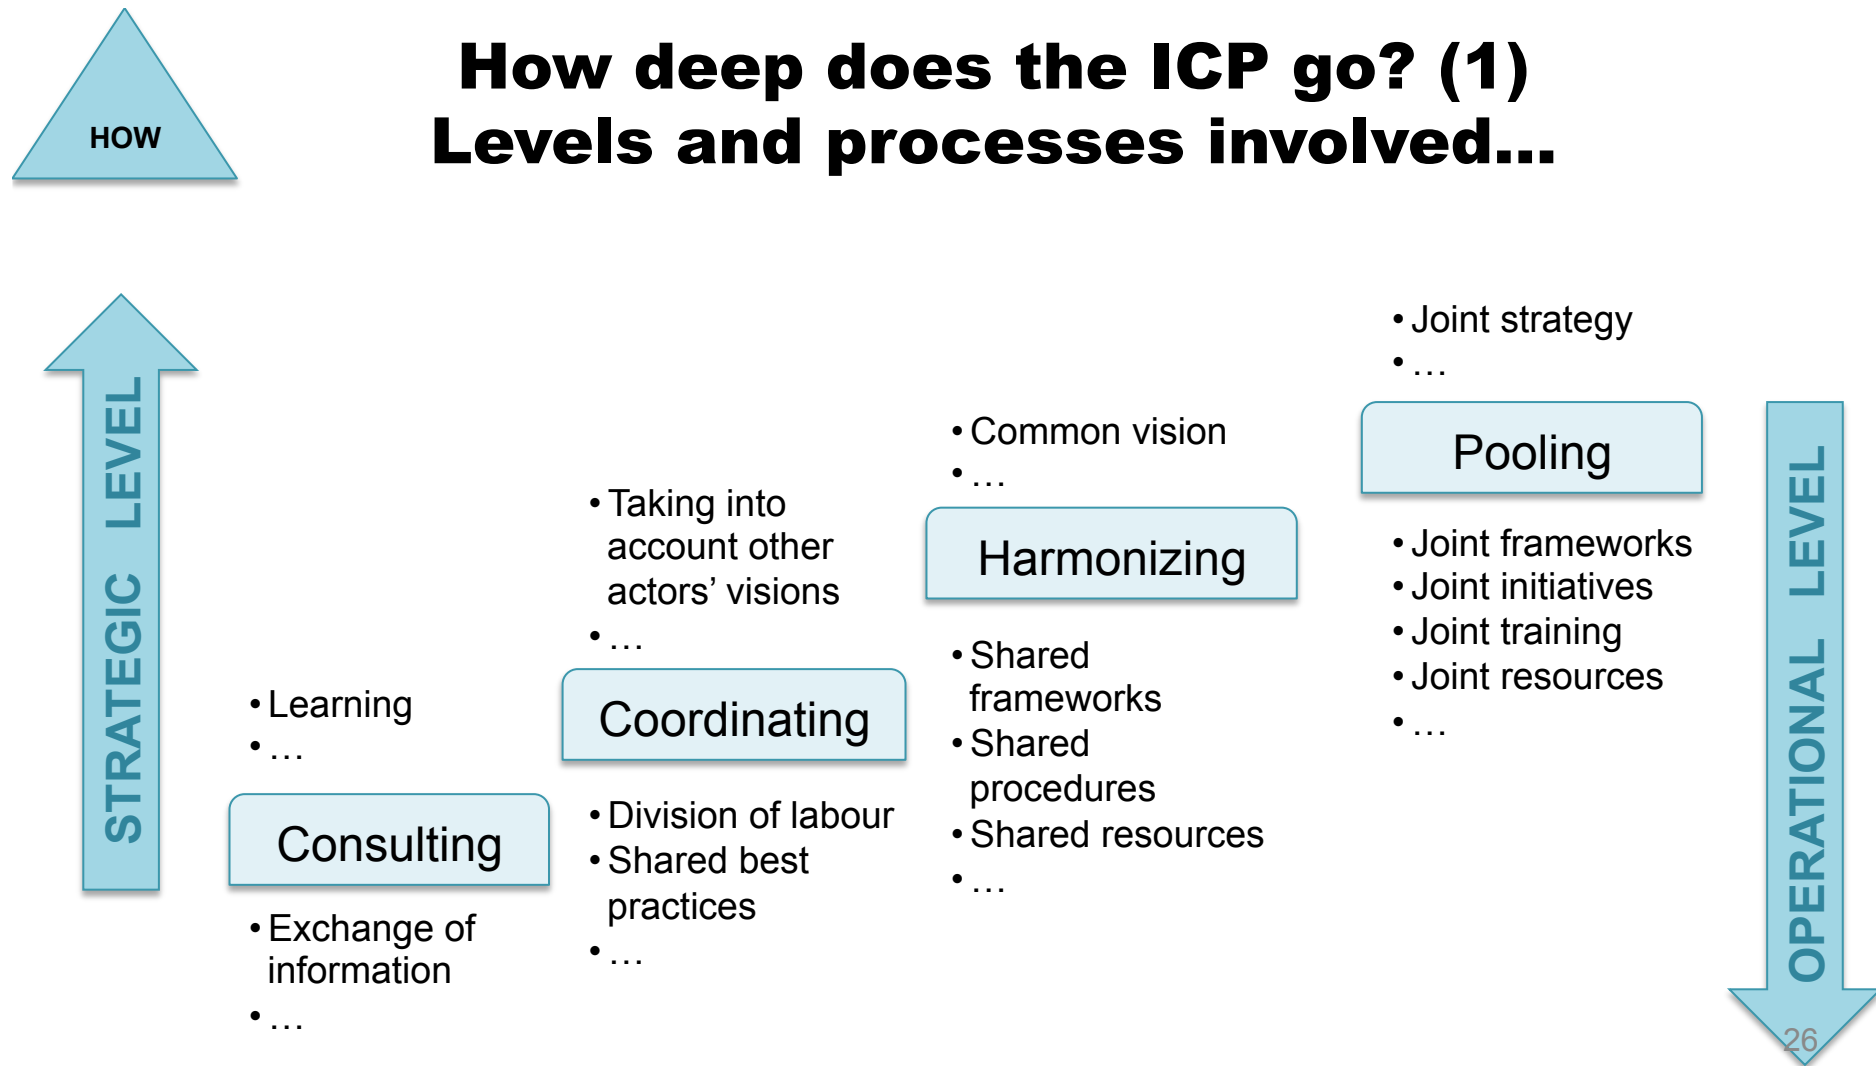 HOW
How deep does the ICP go? (1)
Levels and processes involved...
STRATEGIC LEVEL
• Learning
• …
Consulting
• Exchange of
information
• …
• Taking into
account other
actors’ visions
• …
Coordinating
• Division of labour
• Shared best
practices
• …
• Common vision
• …
Harmonizing
• Shared
frameworks
• Shared
procedures
• Shared resources
• …
• Joint strategy
• …
Pooling
• Joint frameworks
• Joint initiatives
• Joint training
• Joint resources
• …
OPERATIONAL LEVEL
26